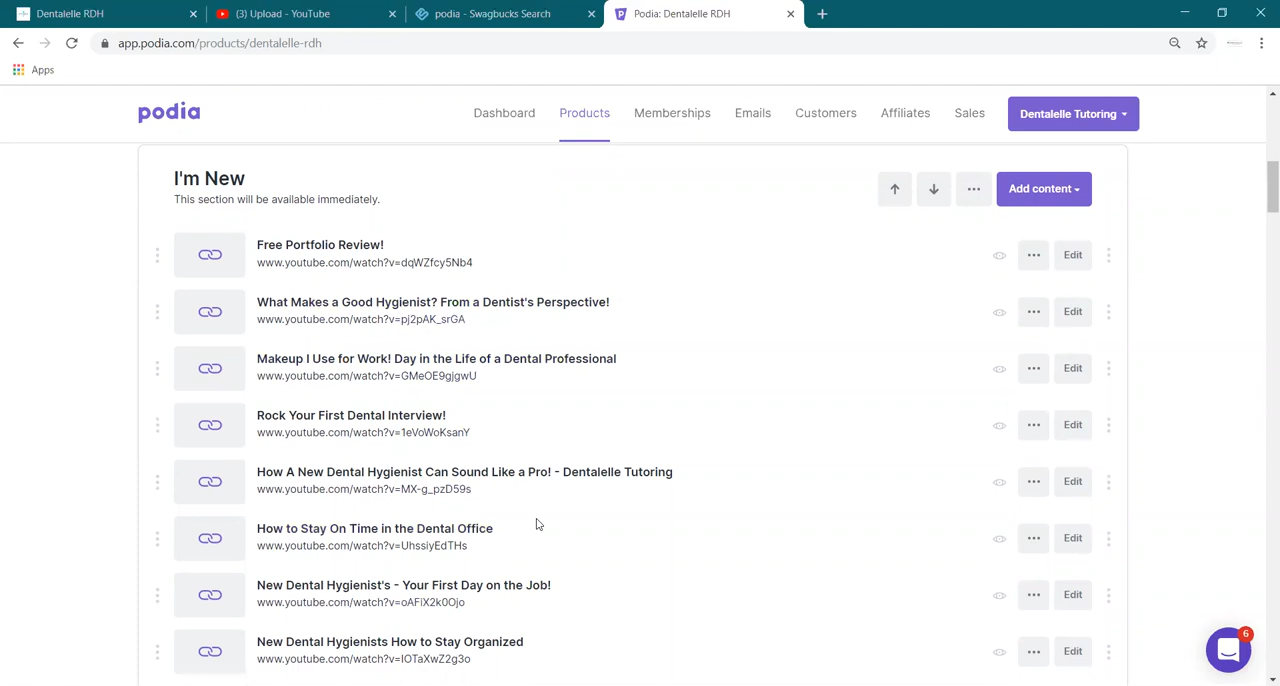 Dentalelle RDH
(3) Upload - YouTube
podia - Swagbucks Search
Podia: Dentalelle RDH
app.podia.com/products/dentalelle-rdh
Apps
podia
Dashboard
Products
Memberships
Emails
Customers
Affiliates
Sales
Dentalelle Tutoring
I'm New
This section will be available immediately.
Add content
Free Portfolio Review!
www.youtube.com/watch?v=dqWZfcy5Nb4
Edit
What Makes a Good Hygienist? From a Dentist's Perspective!
www.youtube.com/watch?v=pj2pAK_srGA
Edit
Makeup I Use for Work! Day in the Life of a Dental Professional
www.youtube.com/watch?v=GMeOE9gjgwU
Edit
Rock Your First Dental Interview!
www.youtube.com/watch?v=1eVoWoKsanY
Edit
How A New Dental Hygienist Can Sound Like a Pro! - Dentalelle Tutoring
www.youtube.com/watch?v=MX-g_pzD59s
Edit
How to Stay On Time in the Dental Office
www.youtube.com/watch?v=UhssiyEdTHs
Edit
New Dental Hygienist's - Your First Day on the Job!
www.youtube.com/watch?v=oAFiX2k0Ojo
Edit
New Dental Hygienists How to Stay Organized
www.youtube.com/watch?v=IOTaXwZ2g3o
Edit
6